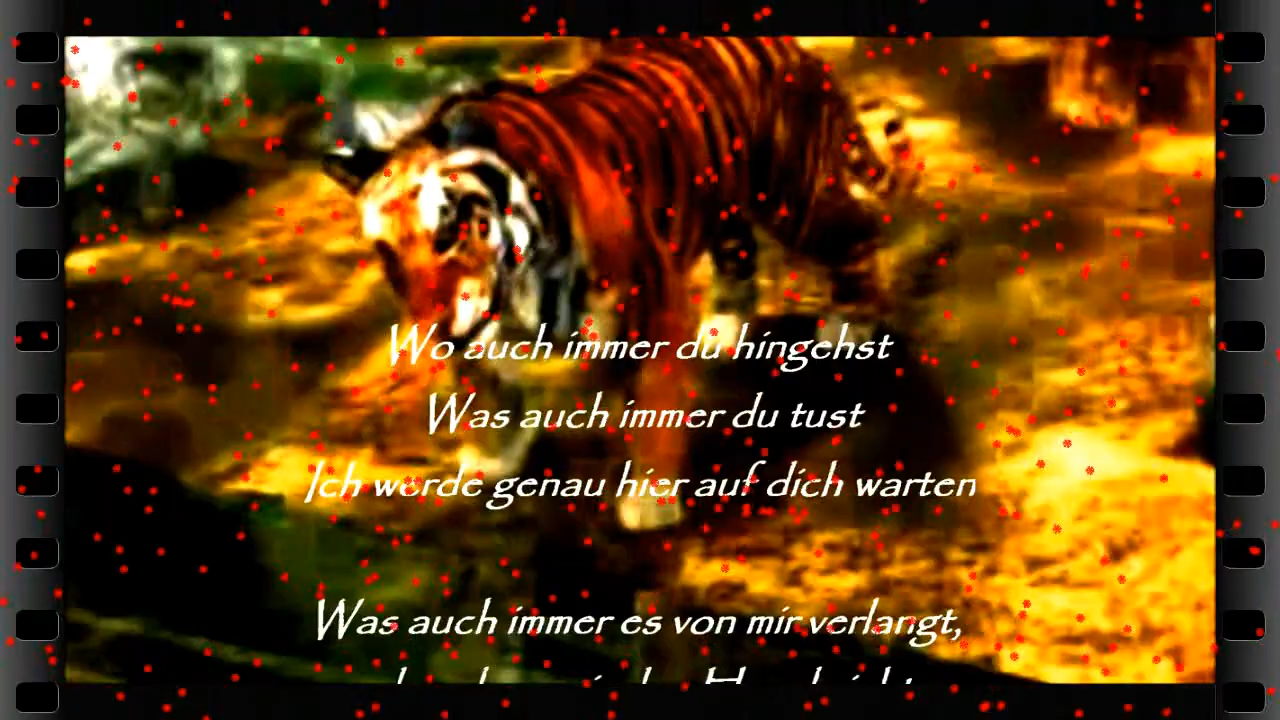 Wo auch immer du hingehst
Was auch immer du tust
Ich werde genau hier auf dich warten
Was auch immer es von mir verlangt,